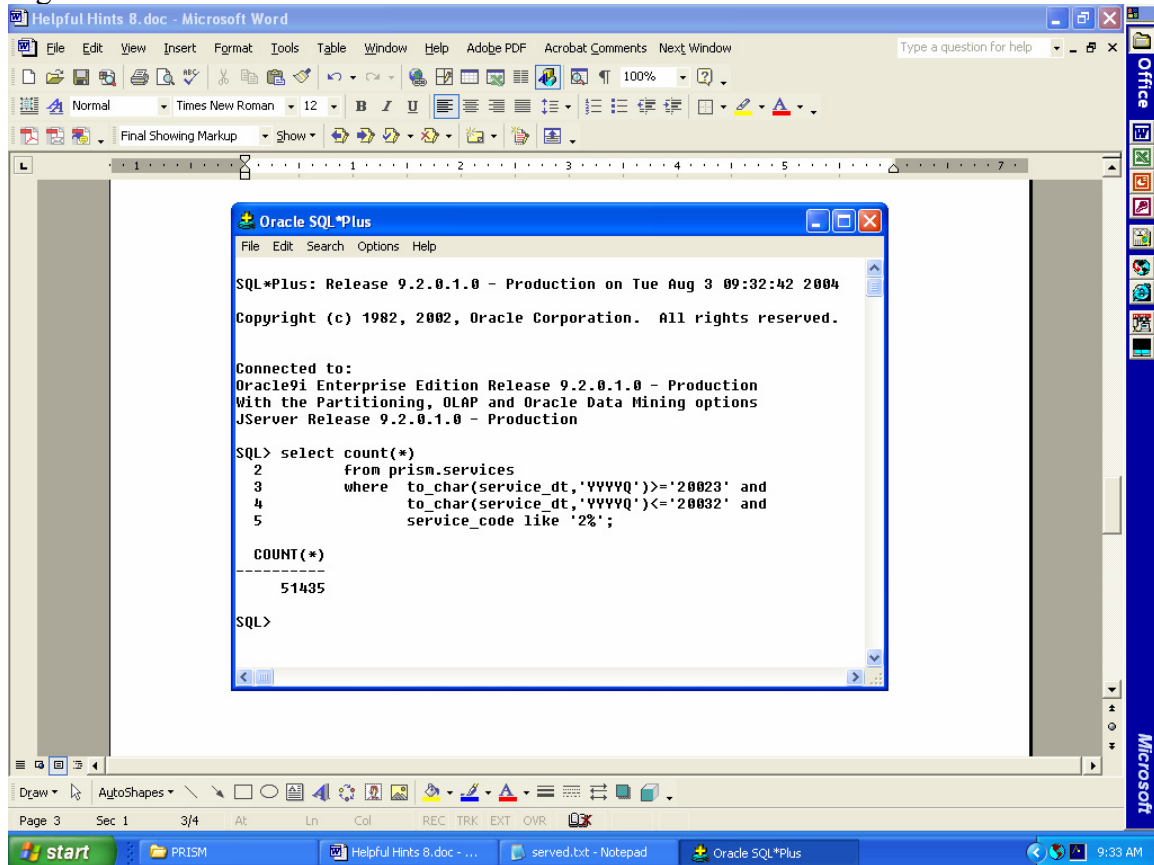 Helpful Hints 8.doc - Microsoft Word
File Edit View Insert Format Tools Table Window Help Adobe PDF Acrobat Comments Next Window
Type a question for help
100%
Normal Times New Roman 12 B I U
Final Showing Markup Show
1 1 2 3 4 5 7
Oracle SQL*Plus
File Edit Search Options Help
SQL*Plus: Release 9.2.0.1.0 - Production on Tue Aug 3 09:32:42 2004
Copyright (c) 1982, 2002, Oracle Corporation.  All rights reserved.
Connected to:
Oracle9i Enterprise Edition Release 9.2.0.1.0 - Production
With the Partitioning, OLAP and Oracle Data Mining options
JServer Release 9.2.0.1.0 - Production
SQL> select count(*)
2 from prism.services
3 where to_char(service_dt,'YYYYQ')>='20023' and
4 to_char(service_dt,'YYYYQ')<='20032' and
5 service_code like '2%';
COUNT(*)
----------
51435
SQL>
Draw AutoShapes
Page 3 Sec 1 3/4 At Ln Col REC TRK EXT OVR
start PRISM Helpful Hints 8.doc - ... served.txt - Notepad Oracle SQL*Plus 9:33 AM
Office
Microsoft